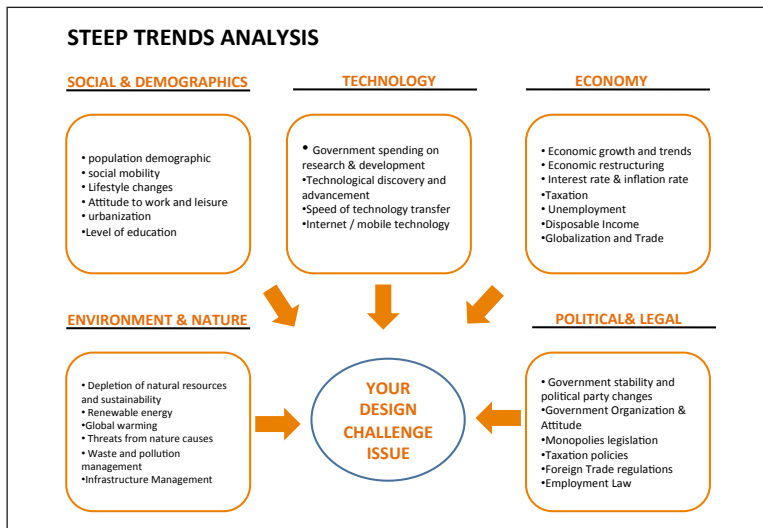 STEEP TRENDS ANALYSIS
SOCIAL & DEMOGRAPHICS
• population demographic
• social mobility
• Lifestyle changes
• Attitude to work and leisure
• urbanization
•Level of education
TECHNOLOGY
• Government spending on
research & development
•Technological discovery and
advancement
•Speed of technology transfer
•Internet / mobile technology
ECONOMY
• Economic growth and trends
• Economic restructuring
• Interest rate & inflation rate
•Taxation
• Unemployment
•Disposable Income
•Globalization and Trade
ENVIRONMENT & NATURE
• Depletion of natural resources
and sustainability
• Renewable energy
•Global warming
• Threats from nature causes
• Waste and pollution
management
•Infrastructure Management
YOUR
DESIGN
CHALLENGE
ISSUE
POLITICAL& LEGAL
• Government stability and
political party changes
•Government Organization &
Attitude
•Monopolies legislation
•Taxation policies
•Foreign Trade regulations
•Employment Law